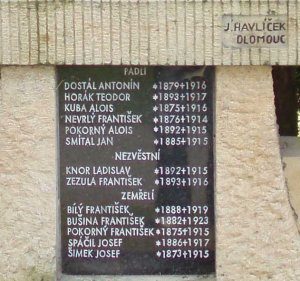 J. HAVLÍČEK
OLOMOUC
PADLI
DOSTÁL ANTONÍN *1879+1916
HORÁK TEODOR *1893+1917
KUBA ALOIS *1875+1916
NEVRLÝ FRANTIŠEK *1876+1914
POKORNÝ ALOIS *1892+1915
SMÍTAL JAN *1885+1915
NEZVĚSTNÍ
KNOR LADISLAV *1892+1915
ZEZULA FRANTIŠEK *1893+1916
ZEMŘELÍ
BÍLÝ FRANTIŠEK *1888+1919
BUŠINA FRANTIŠEK *1882+1923
POKORNÝ FRANTIŠEK *1875+1915
SPÁČIL JOSEF *1886+1917
ŠIMEK JOSEF *1873+1915